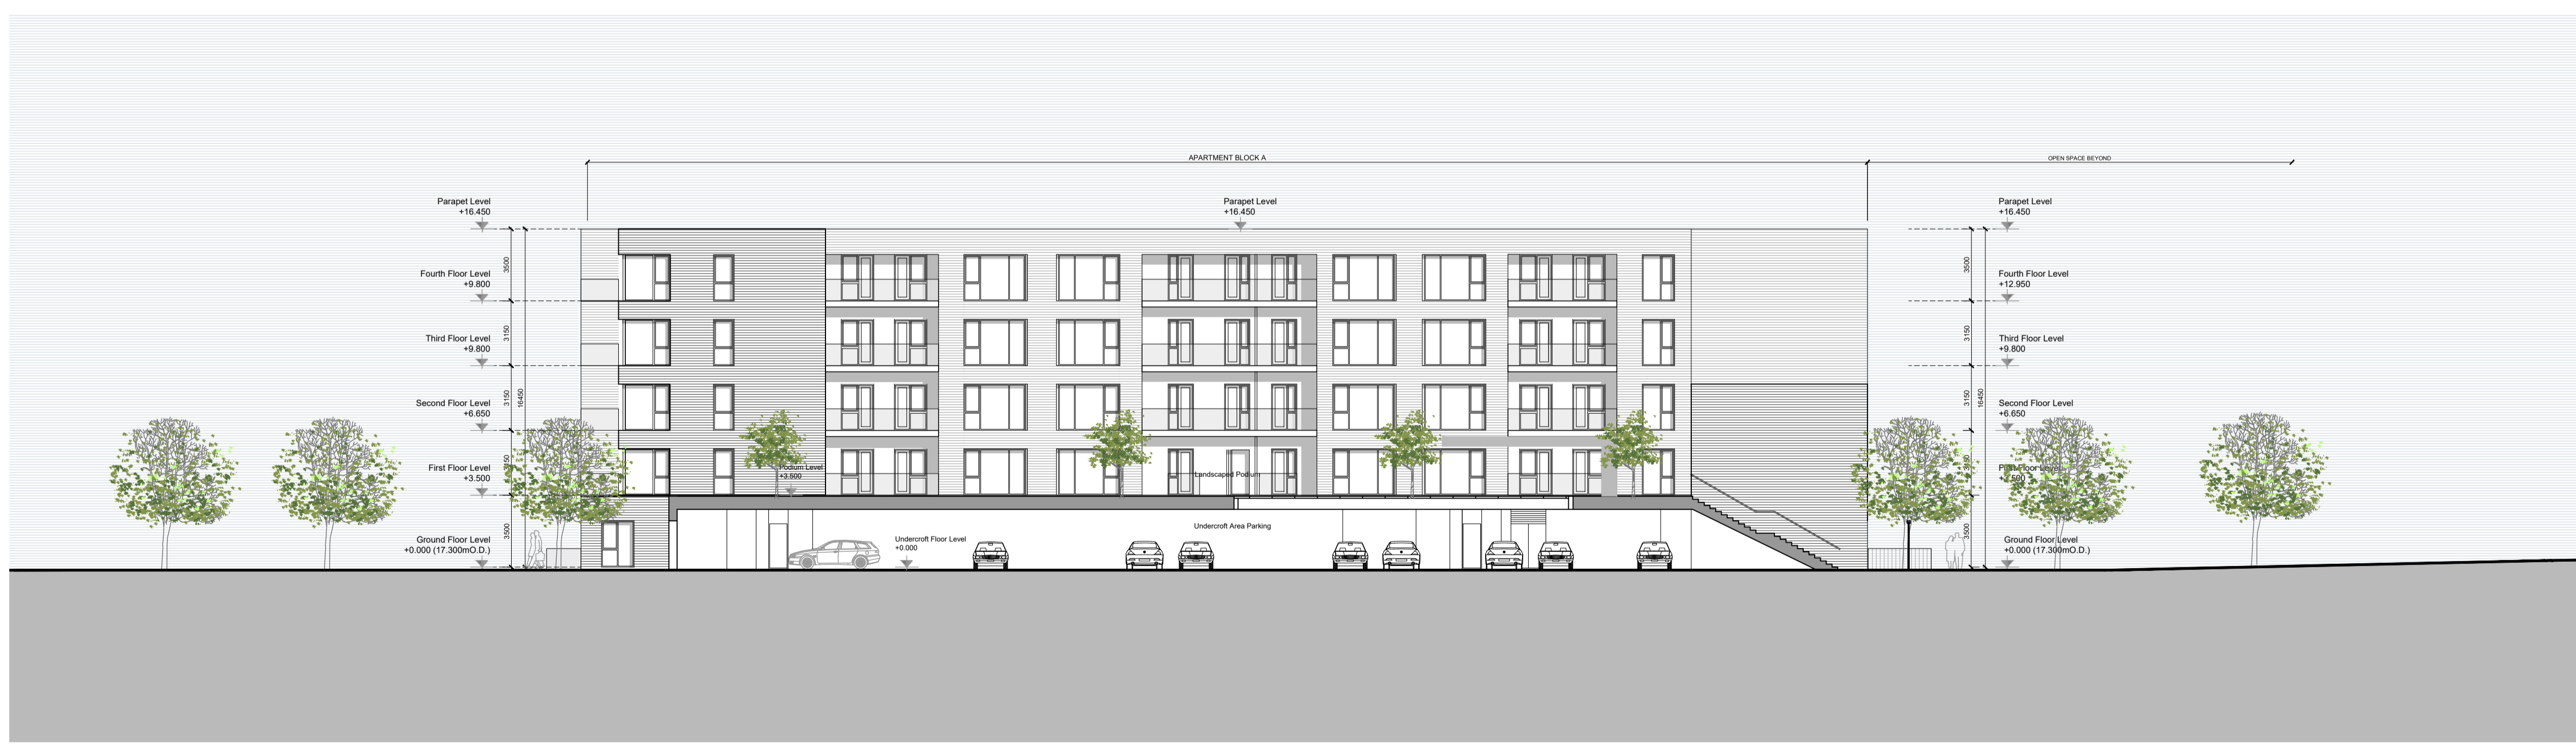 APARTMENT BLOCK A
OPEN SPACE BEYOND
Parapet Level
+16.450
Parapet Level
+16.450
Parapet Level
+16.450
3500
Fourth Floor Level
+9.800
3150
Third Floor Level
+9.800
3150
16450
Second Floor Level
+6.650
First Floor Level
+3.500
3500
Ground Floor Level
+0.000 (17.300mO.D.)
Podium Level
+3.500
Landscaped Podium
Undercroft Area Parking
Undercroft Floor Level
+0.000
3500
Fourth Floor Level
+12.950
3150
Third Floor Level
+9.800
3150
16450
Second Floor Level
+6.650
Floor Level
3500
Ground Floor Level
+0.000 (17.300mO.D.)